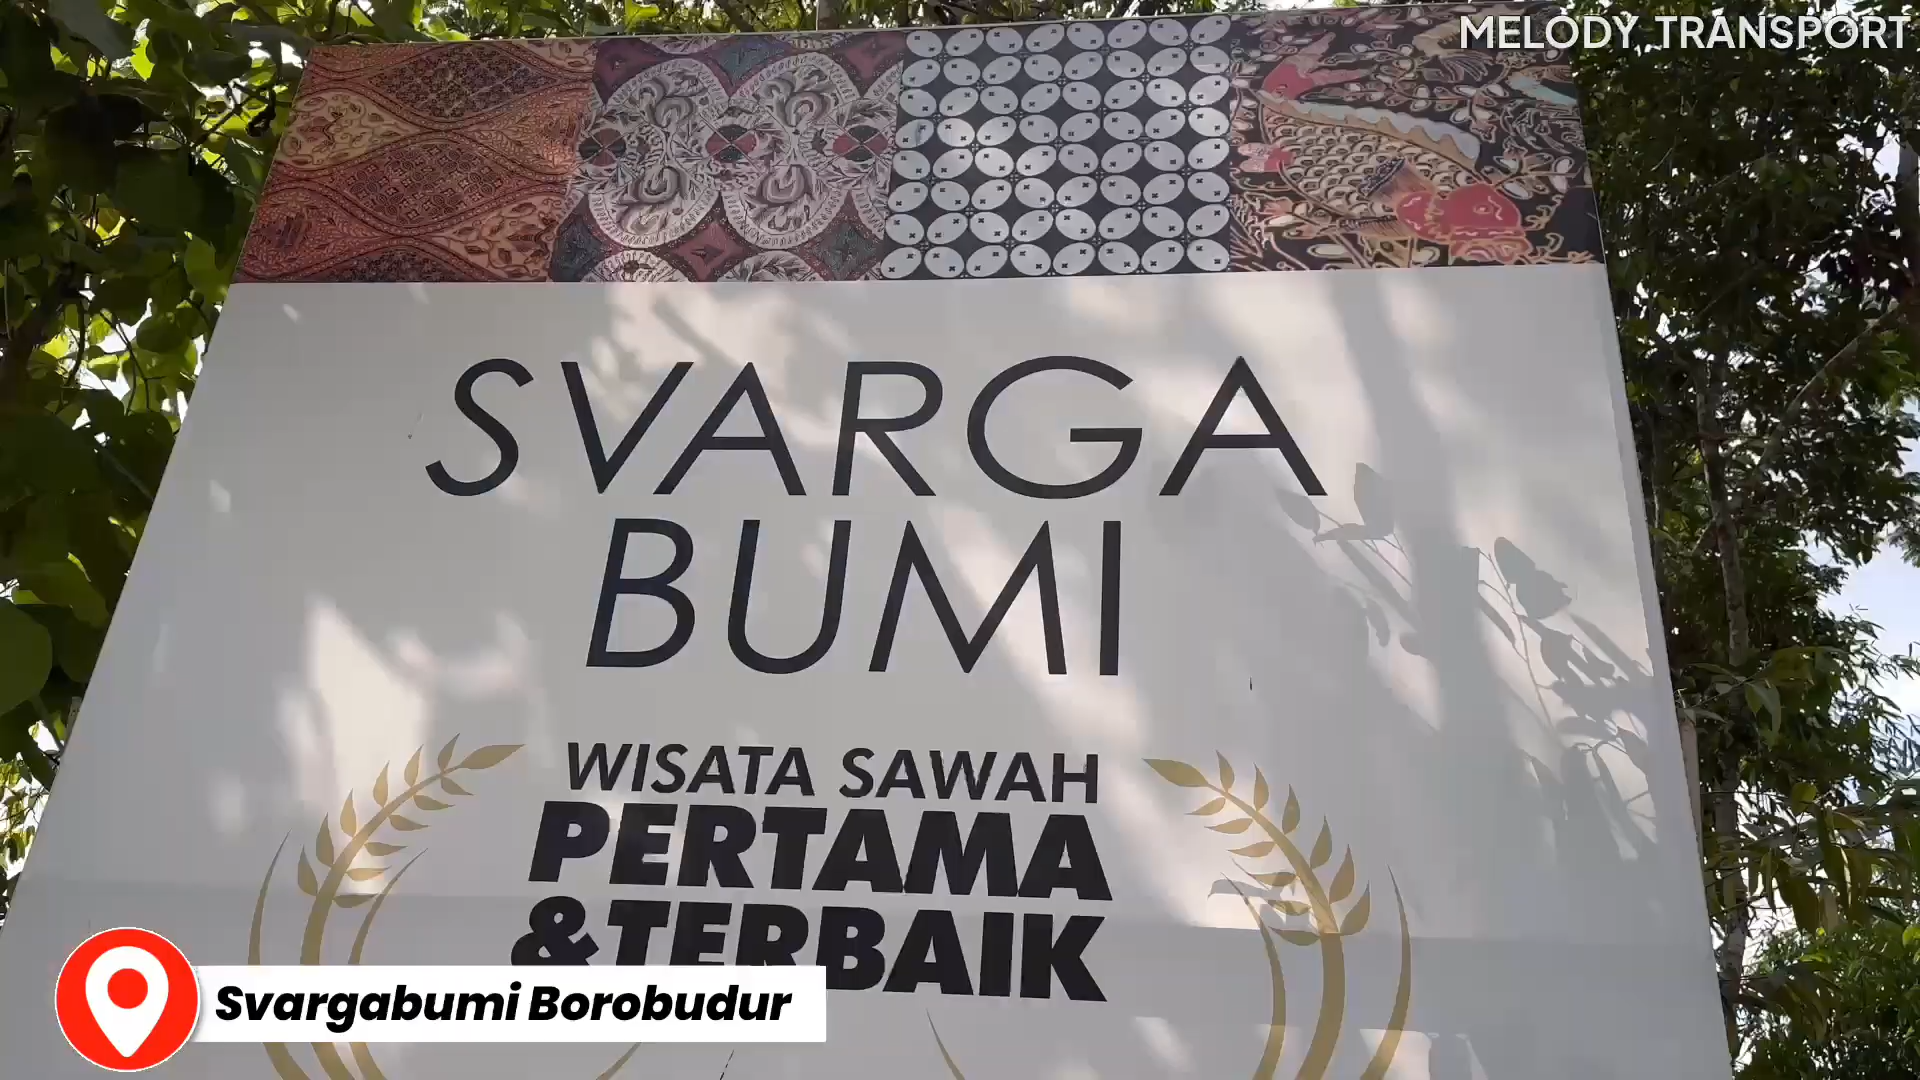 MELODY TRANSPORT
SVARGA
BUMI
WISATA SAWAH
PERTAMA
&TERBAIK
Svargabumi Borobudur